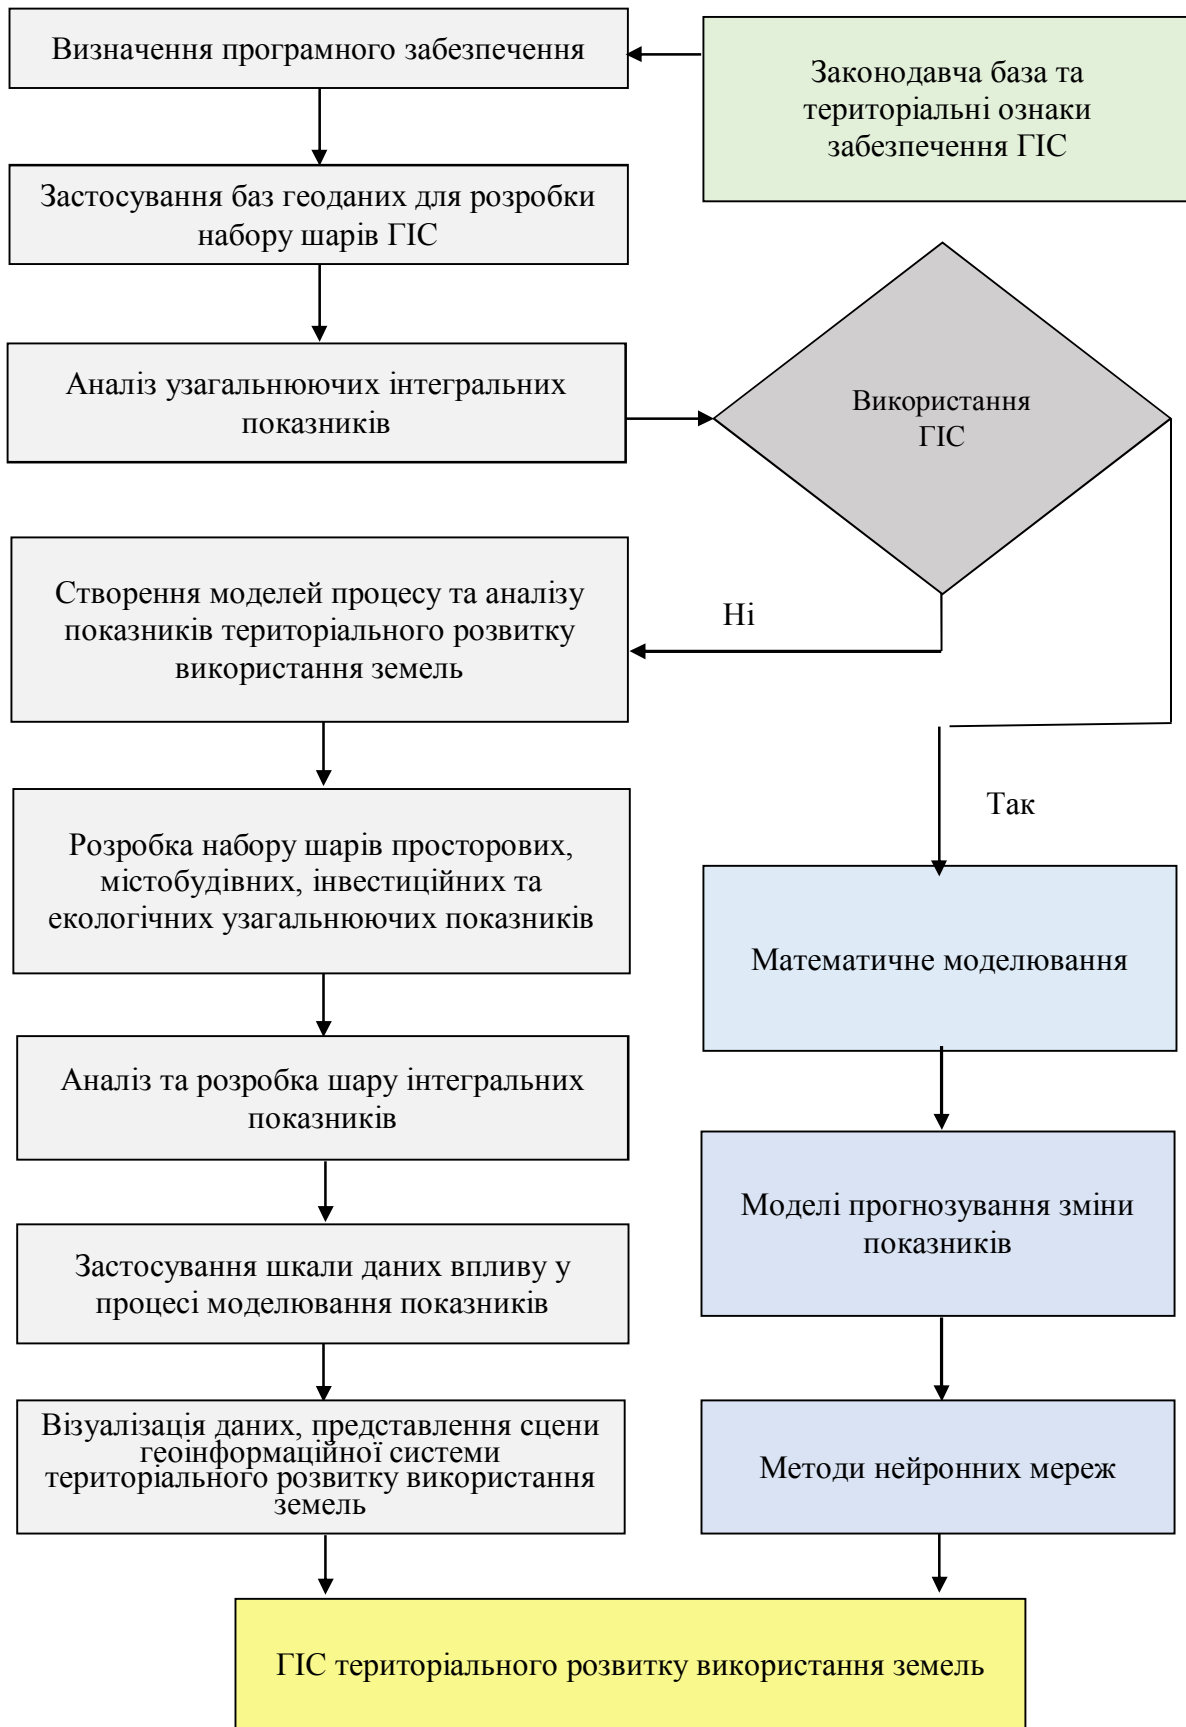 Визначення програмного забезпечення
Законодавча база та
територіальні ознаки
забезпечення ГІС
Застосування баз геоданих для розробки
набору шарів ГІС
Аналіз узагальнюючих інтегральних
показників
Використання
ГІС
Ні
Створення моделей процесу та аналізу
показників територіального розвитку
використання земель
Так
Розробка набору шарів просторових,
містобудівних, інвестиційних та
екологічних узагальнюючих показників
Математичне моделювання
Аналіз та розробка шару інтегральних
показників
Моделі прогнозування зміни
показників
Застосування шкали даних впливу у
процесі моделювання показників
Візуалізація даних, представлення сцени
геоінформаційної системи
територіального розвитку використання
земель
Методи нейронних мереж
ГІС територіального розвитку використання земель